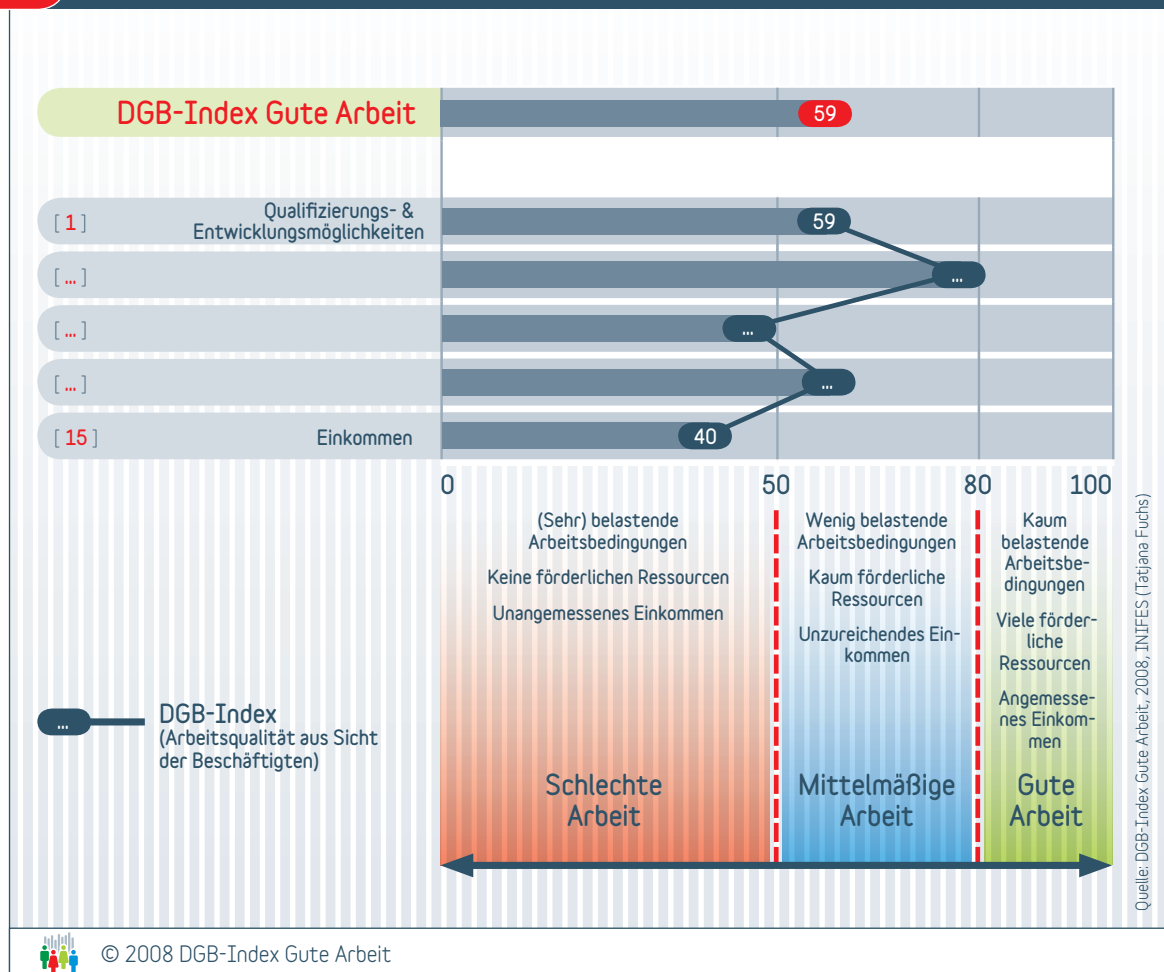 DGB-Index Gute Arbeit
59
[ 1 ]
Qualifizierungs- &
Entwicklungsmöglichkeiten
59
[ ... ]
...
[ ... ]
...
[ ... ]
...
[ 15 ]
Einkommen
40
0
50
80
100
(Sehr) belastende
Arbeitsbedingungen
Keine förderlichen Ressourcen
Unangemessenes Einkommen
Schlechte
Arbeit
Wenig belastende
Arbeitsbedingungen
Kaum förderliche
Ressourcen
Unzureichendes Ein-
kommen
Mittelmäßige
Arbeit
Kaum
belastende
Arbeitsbe-
dingungen
Viele förder-
liche
Ressourcen
Angemesse-
nes Einkom-
men
Gute
Arbeit
...
DGB-Index
(Arbeitsqualität aus Sicht
der Beschäftigten)
Quelle: DGB-Index Gute Arbeit, 2008, INIFES (Tatjana Fuchs)
© 2008 DGB-Index Gute Arbeit